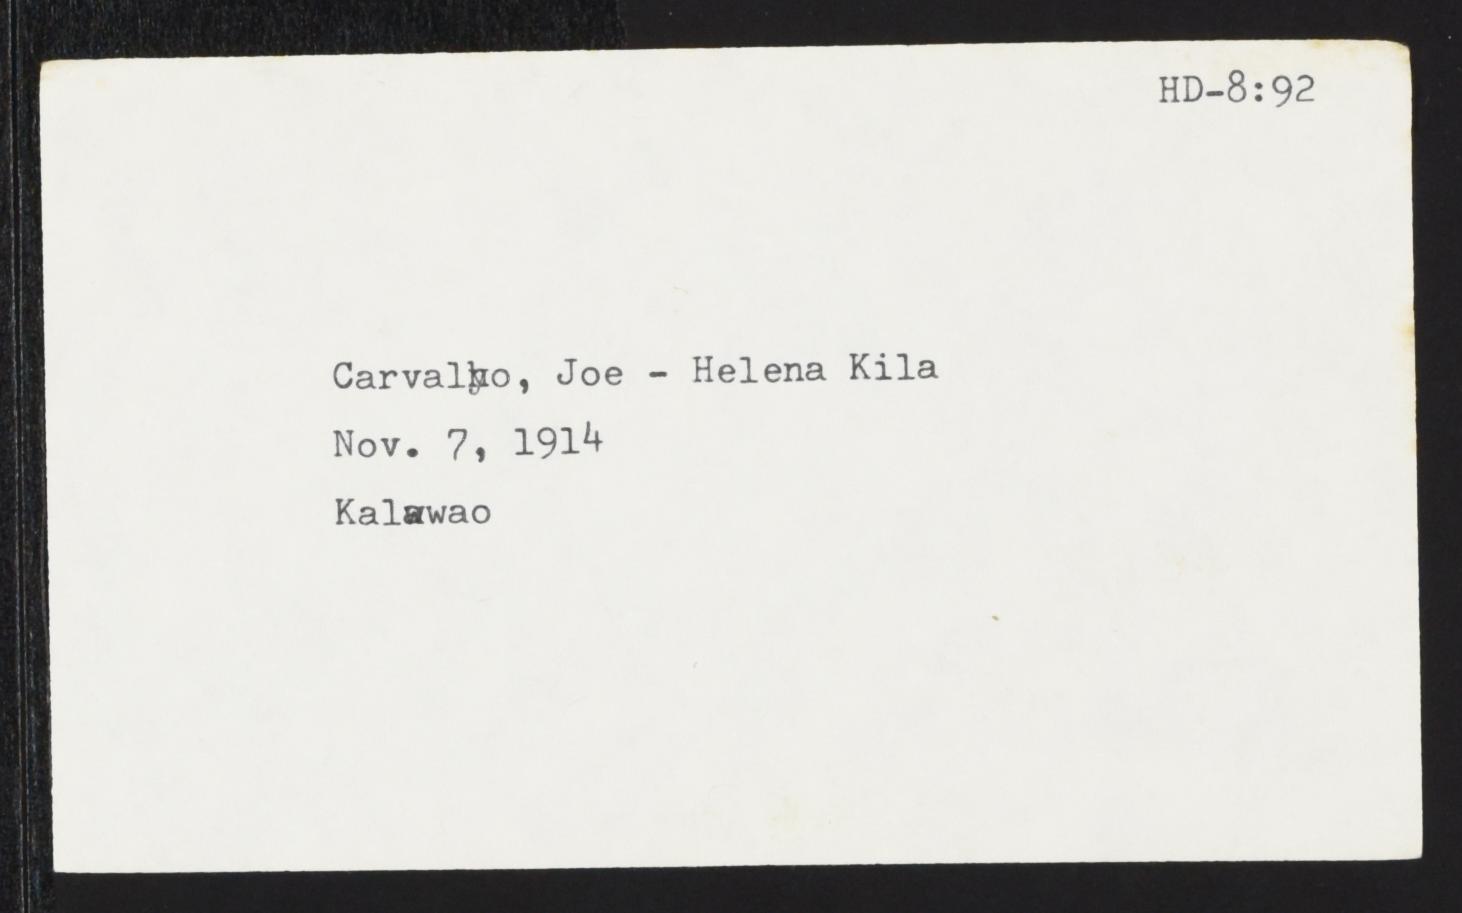 HD-8:92
Carvalho, Joe - Helena Kila
Nov. 7, 1914
Kalawao